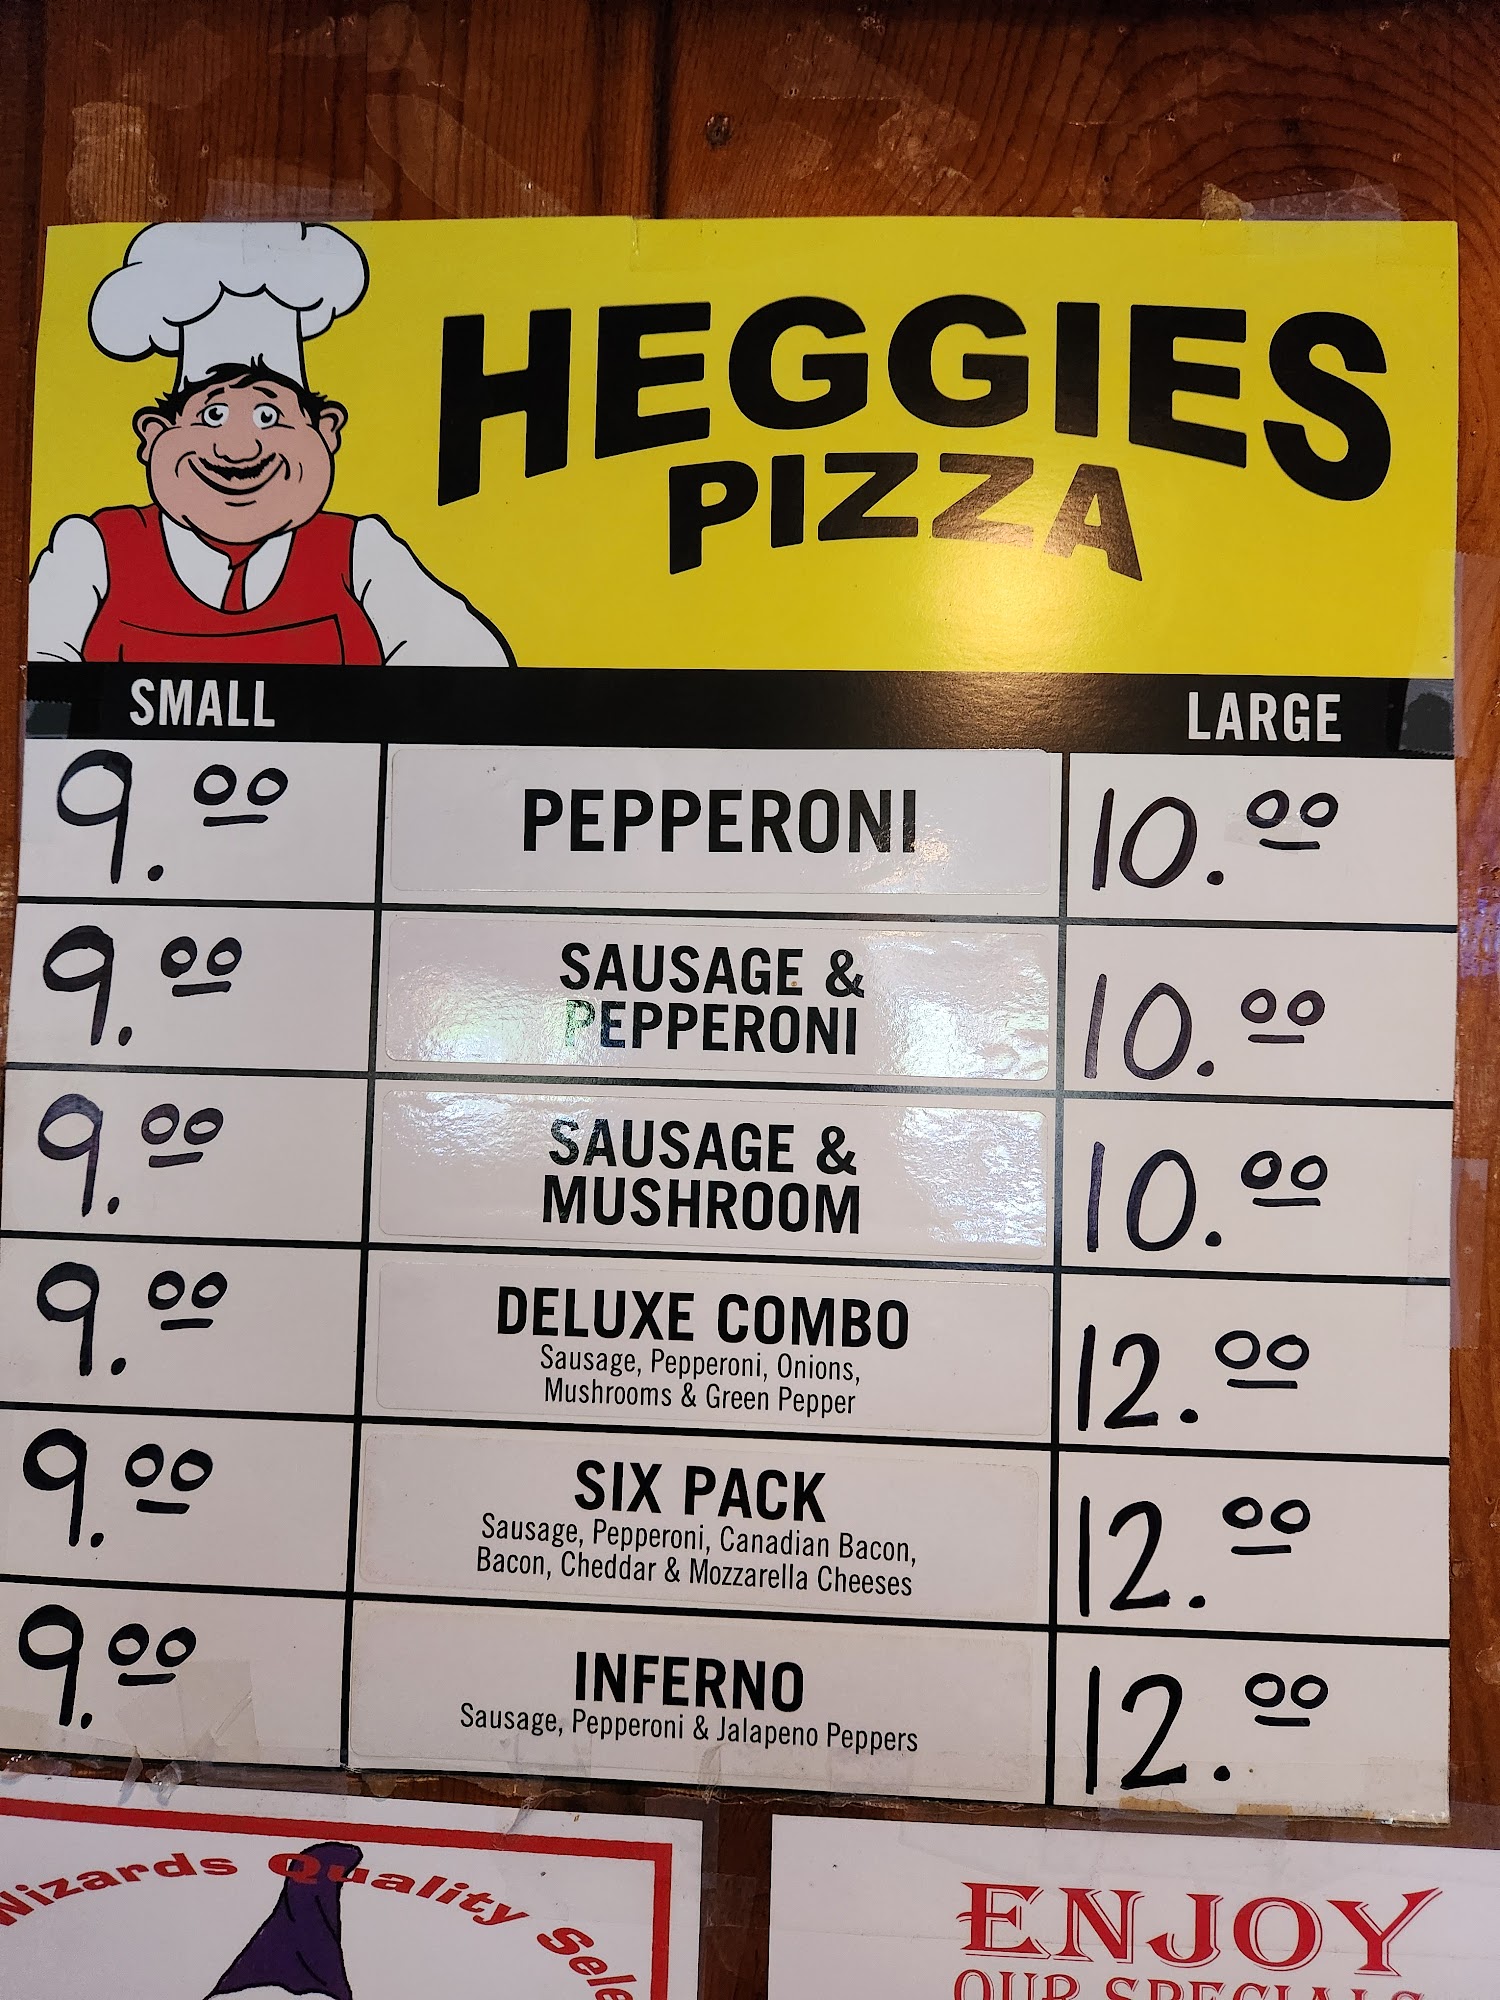 HEGGIES
PIZZA
SMALL LARGE
9.00 PEPPERONI 10.00
9.00 SAUSAGE &
PEPPERONI 10.00
9.00 SAUSAGE &
MUSHROOM 10.00
9.00 DELUXE COMBO 12.00
Sausage, Pepperoni, Onions,
Mushrooms & Green Pepper
9.00 SIX PACK 12.00
Sausage, Pepperoni, Canadian Bacon,
Bacon, Cheddar & Mozzarella Cheeses
9.00 INFERNO 12.00
Sausage, Pepperoni & Jalapeno Peppers
Wizards Quality
ENJOY
OUR SPECIALS